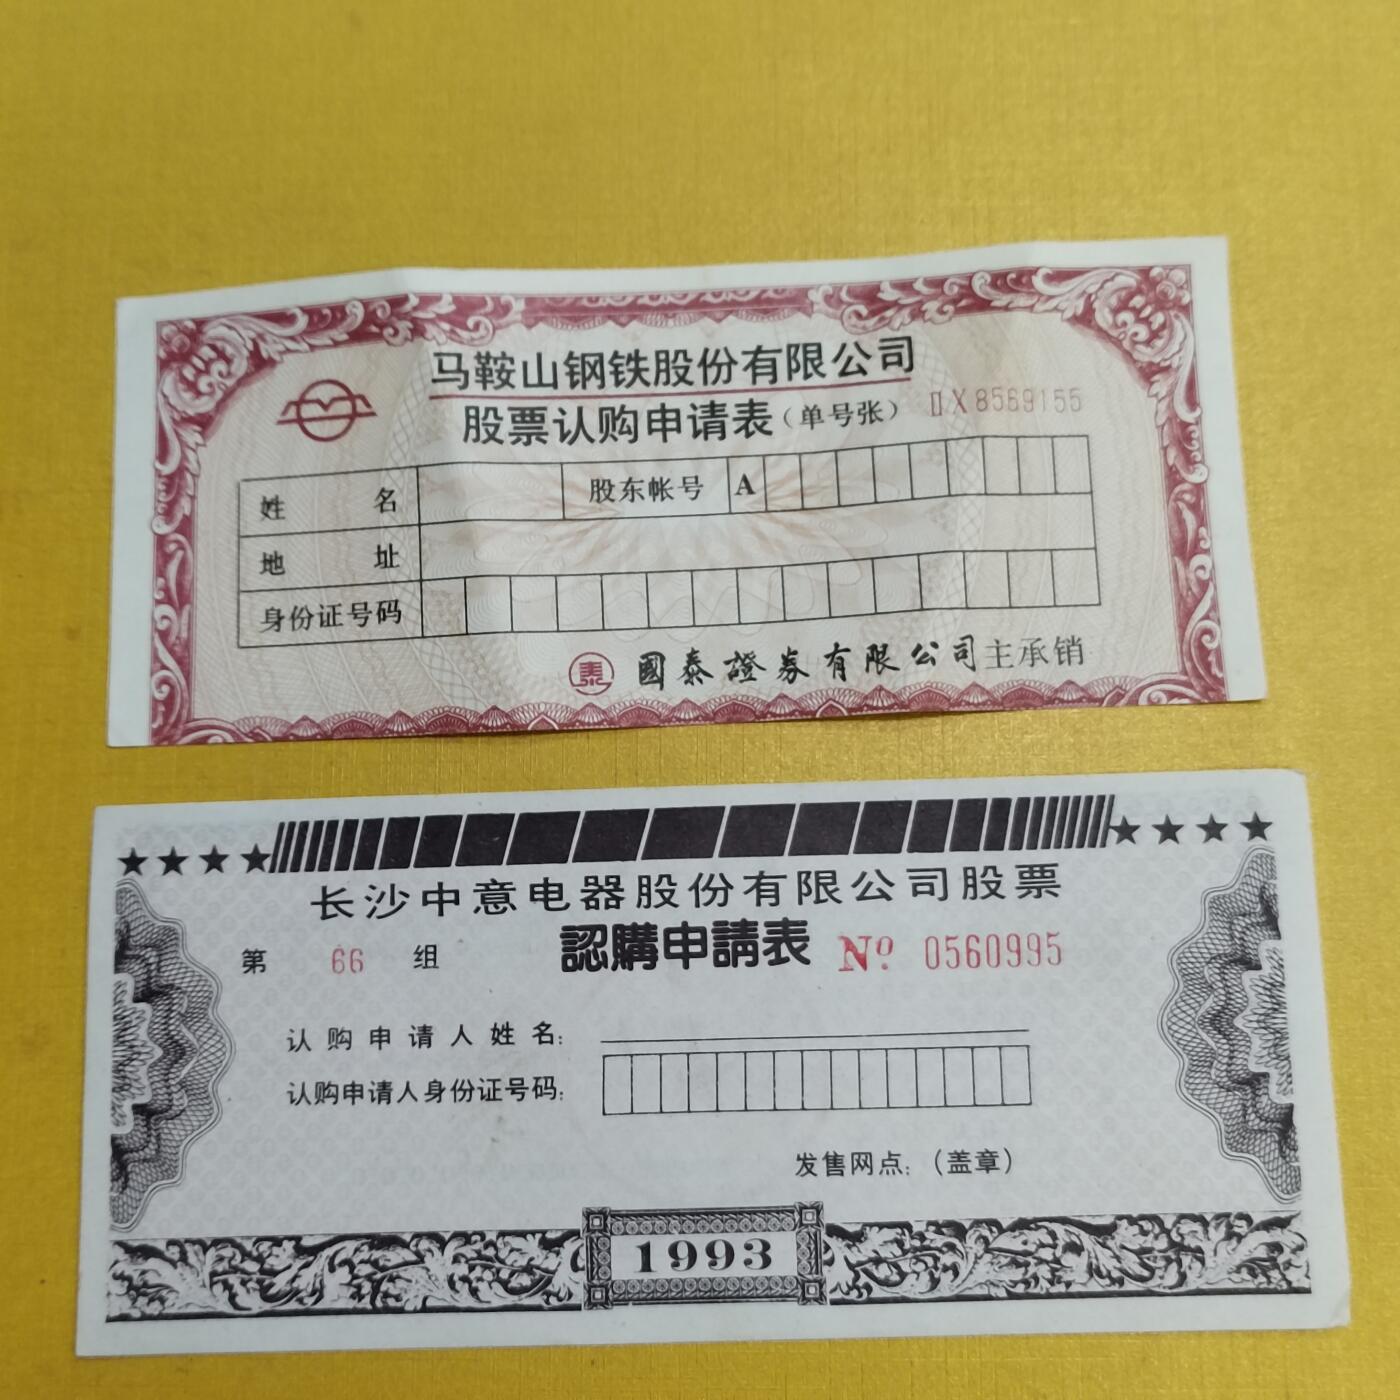 马鞍山钢铁股份有限公司
股票认购申请表（单号张） ⅡX8569155
姓 名 股东帐号 A
地 址
身份证号码
泰 國泰證券有限公司主承销
★★★★ ★★★★
长沙中意电器股份有限公司股票
第 66 组 認購申請表 Nº 0560995
认购申请人姓名：
认购申请人身份证号码：
发售网点：（盖章）
1993